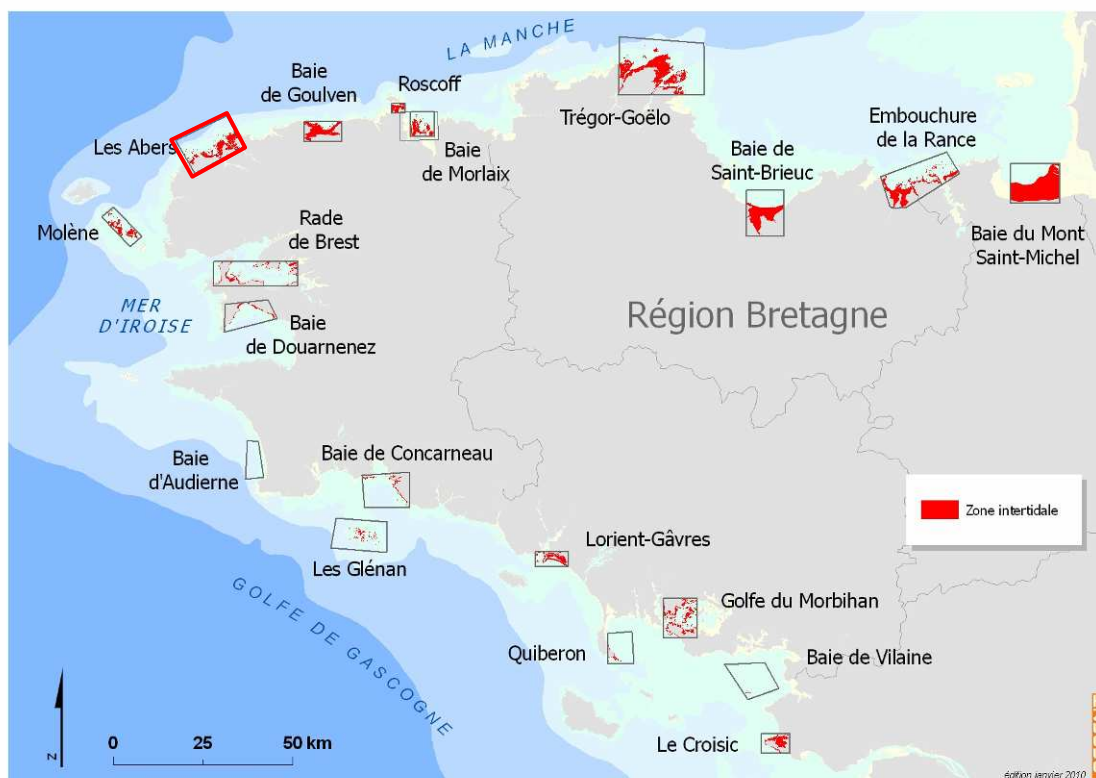 LA MANCHE
Baie
de Goulven
Roscoff
Trégor-Goëlo
Embouchure
de la Rance
Les Abers
Baie
de Morlaix
Baie de
Saint-Brieuc
Molène
Rade
de Brest
Baie du Mont
Saint-Michel
MER
D'IROISE
Baie
de Douarnenez
Région Bretagne
Baie
d'Audierne
Baie de Concarneau
Zone intertidale
Les Glénan
Lorient-Gâvres
GOLFE DE GASCOGNE
Golfe du Morbihan
Quiberon
Baie de Vilaine
Le Croisic
N
0 25 50 km
édition janvier 2010